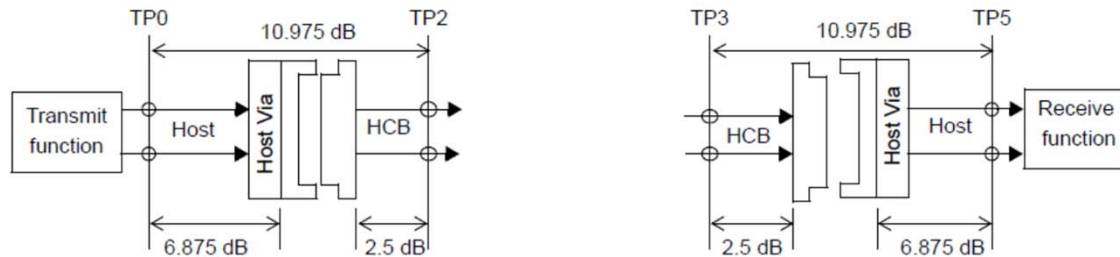 TP0
TP2
10.975 dB
Transmit
function
Host
Host Via
HCB
6.875 dB
2.5 dB
TP3
TP5
10.975 dB
HCB
Host Via
Host
Receive
function
2.5 dB
6.875 dB